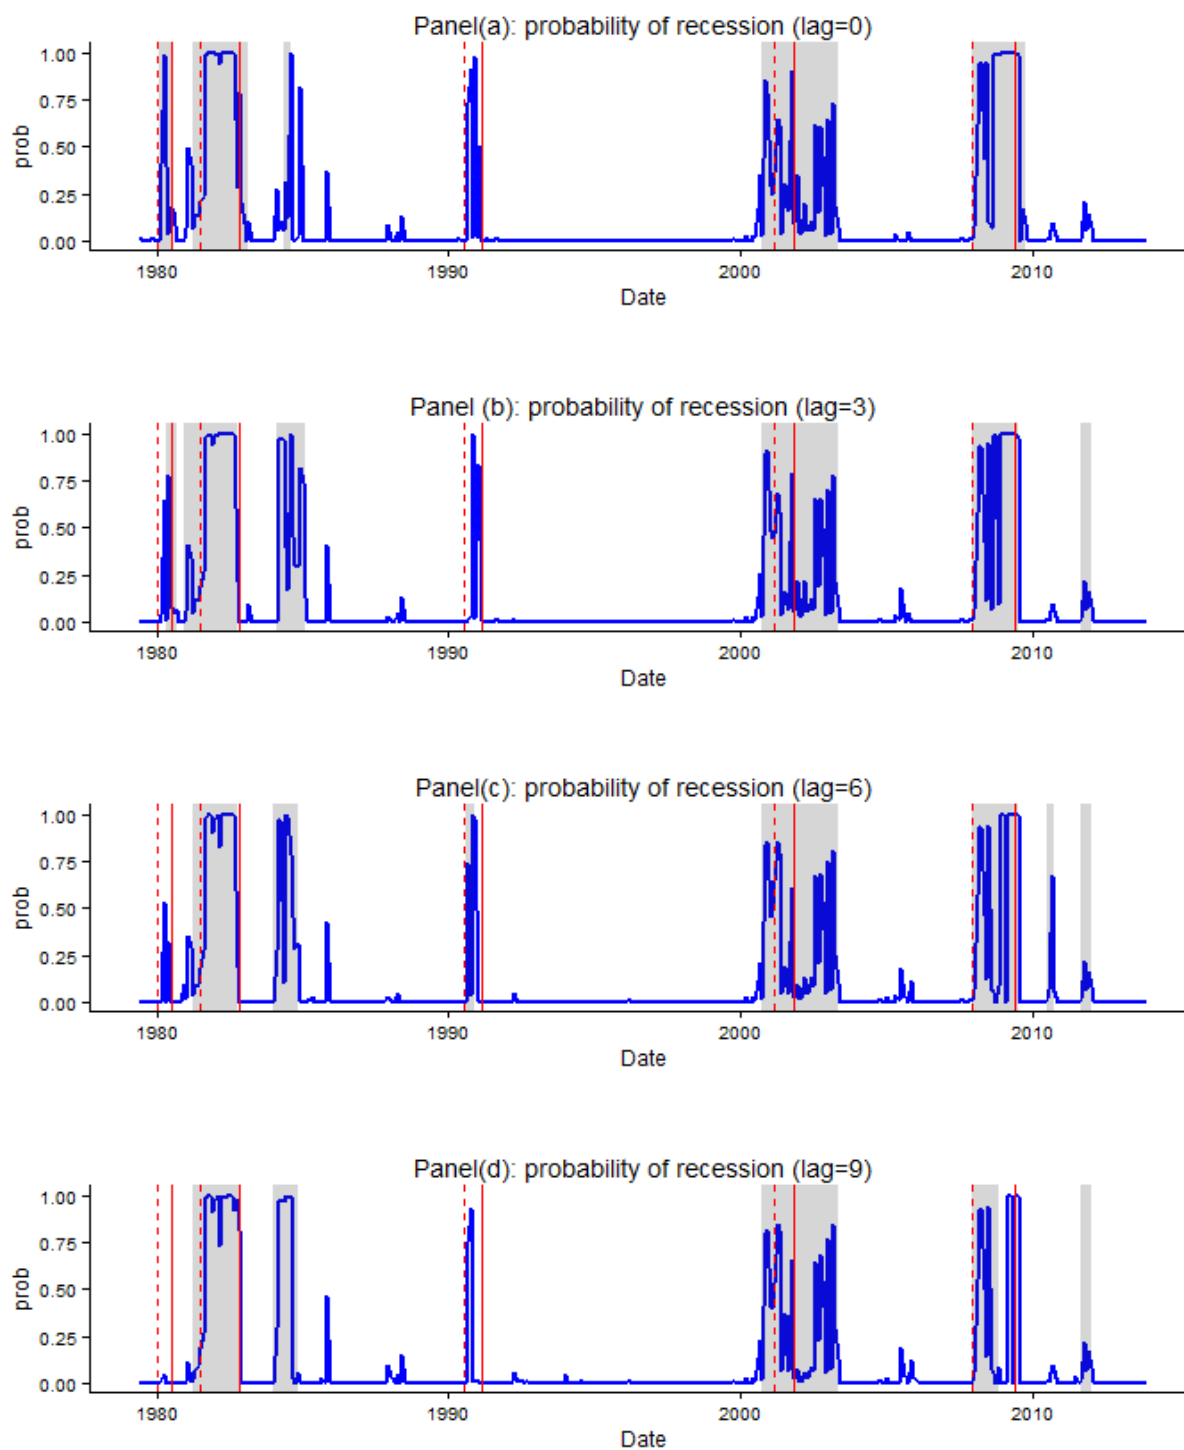 Panel(a): probability of recession (lag=0)
1.00
0.75
0.50
0.25
0.00
prob
1980 1990 2000 2010
Date
Panel (b): probability of recession (lag=3)
1.00
0.75
0.50
0.25
0.00
prob
1980 1990 2000 2010
Date
Panel(c): probability of recession (lag=6)
1.00
0.75
0.50
0.25
0.00
prob
1980 1990 2000 2010
Date
Panel(d): probability of recession (lag=9)
1.00
0.75
0.50
0.25
0.00
prob
1980 1990 2000 2010
Date